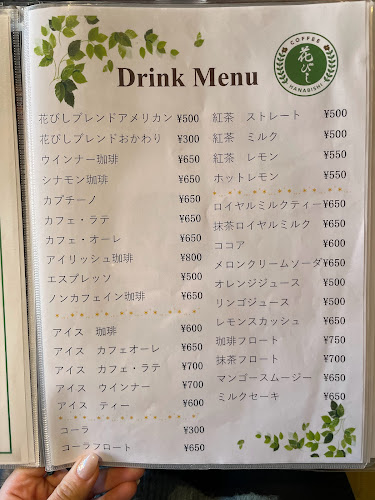 Drink Menu
COFFEE
花びし
HANABISHI
花びしブレンドアメリカン ¥500
花びしブレンドおかわり ¥300
ウインナー珈琲 ¥650
シナモン珈琲 ¥650
カプチーノ ¥650
カフェ・ラテ ¥650
カフェ・オーレ ¥650
アイリッシュ珈琲 ¥800
エスプレッソ ¥500
ノンカフェイン珈琲 ¥650
アイス 珈琲 ¥600
アイス カフェオーレ ¥650
アイス カフェ・ラテ ¥700
アイス ウインナー ¥700
アイス ティー ¥600
コーラ ¥300
コーラフロート ¥650
紅茶 ストレート ¥500
紅茶 ミルク ¥500
紅茶 レモン ¥550
ホットレモン ¥550
ロイヤルミルクティー ¥650
抹茶ロイヤルミルク ¥650
ココア ¥600
メロンクリームソーダ ¥650
オレンジジュース ¥500
リンゴジュース ¥500
レモンスカッシュ ¥650
珈琲フロート ¥750
抹茶フロート ¥700
マンゴースムージー ¥650
ミルクセーキ ¥650